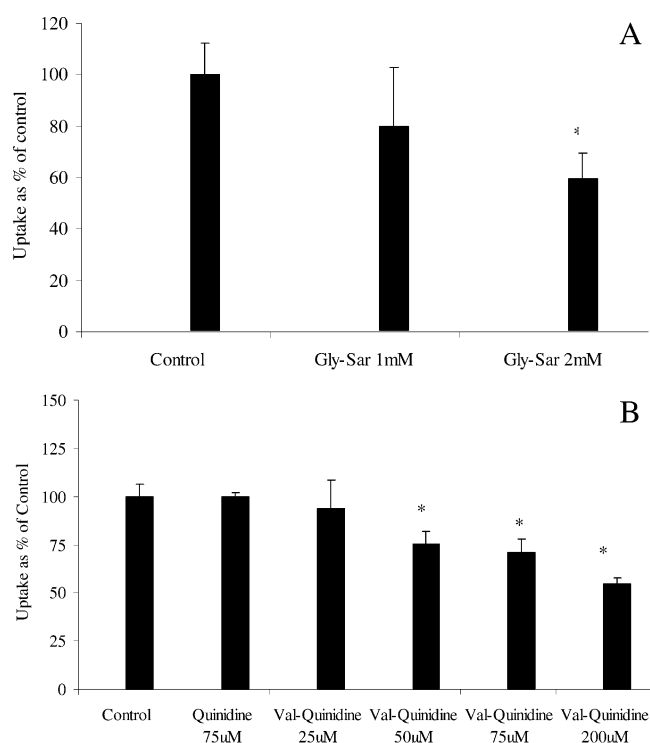 A
Uptake as % of control
120
100
80
60
40
20
0
*
Control
Gly-Sar 1mM
Gly-Sar 2mM
B
Uptake as % of Control
150
125
100
75
50
25
0
*
*
*
Control
Quinidine
75uM
Val-Quinidine
25uM
Val-Quinidine
50uM
Val-Quinidine
75uM
Val-Quinidine
200uM